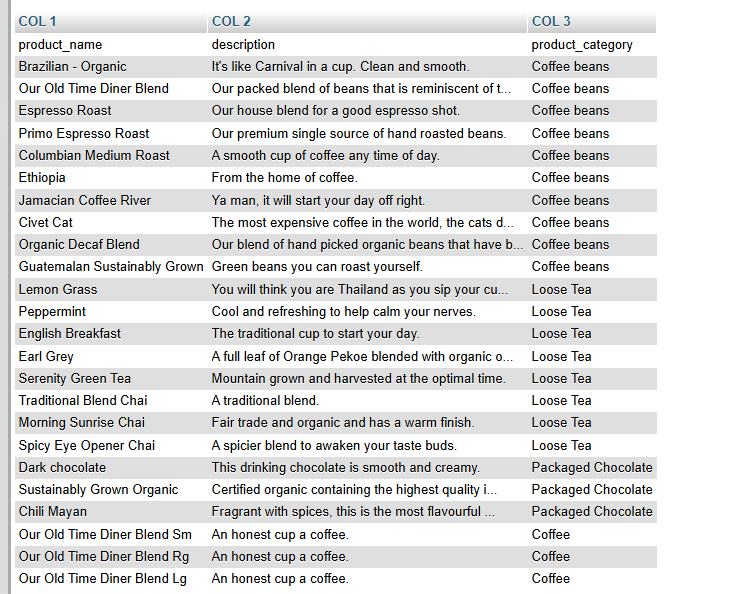 COL 1 COL 2 COL 3
product_name description product_category
Brazilian - Organic It's like Carnival in a cup. Clean and smooth. Coffee beans
Our Old Time Diner Blend Our packed blend of beans that is reminiscent of t... Coffee beans
Espresso Roast Our house blend for a good espresso shot. Coffee beans
Primo Espresso Roast Our premium single source of hand roasted beans. Coffee beans
Columbian Medium Roast A smooth cup of coffee any time of day. Coffee beans
Ethiopia From the home of coffee. Coffee beans
Jamacian Coffee River Ya man, it will start your day off right. Coffee beans
Civet Cat The most expensive coffee in the world, the cats d... Coffee beans
Organic Decaf Blend Our blend of hand picked organic beans that have b... Coffee beans
Guatemalan Sustainably Grown Green beans you can roast yourself. Coffee beans
Lemon Grass You will think you are Thailand as you sip your cu... Loose Tea
Peppermint Cool and refreshing to help calm your nerves. Loose Tea
English Breakfast The traditional cup to start your day. Loose Tea
Earl Grey A full leaf of Orange Pekoe blended with organic o... Loose Tea
Serenity Green Tea Mountain grown and harvested at the optimal time. Loose Tea
Traditional Blend Chai A traditional blend. Loose Tea
Morning Sunrise Chai Fair trade and organic and has a warm finish. Loose Tea
Spicy Eye Opener Chai A spicier blend to awaken your taste buds. Loose Tea
Dark chocolate This drinking chocolate is smooth and creamy. Packaged Chocolate
Sustainably Grown Organic Certified organic containing the highest quality i... Packaged Chocolate
Chili Mayan Fragrant with spices, this is the most flavourful ... Packaged Chocolate
Our Old Time Diner Blend Sm An honest cup a coffee. Coffee
Our Old Time Diner Blend Rg An honest cup a coffee. Coffee
Our Old Time Diner Blend Lg An honest cup a coffee. Coffee